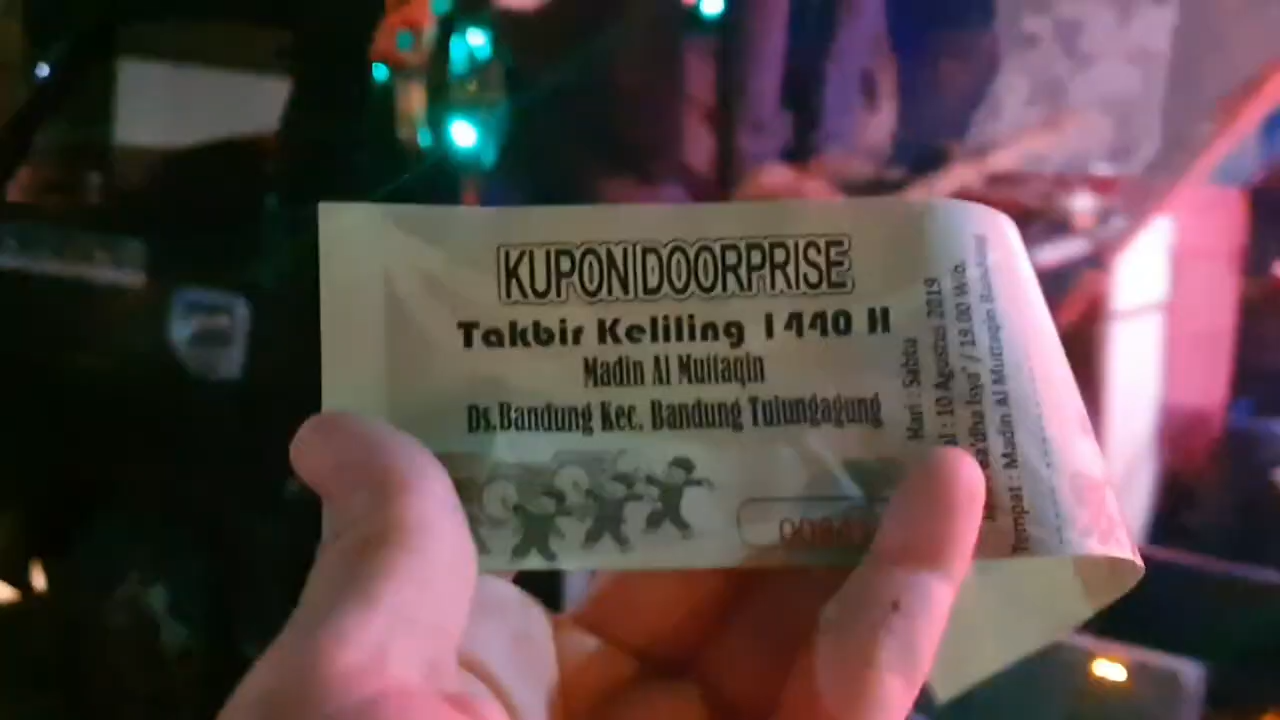 KUPON DOORPRISE
Takbir Keliling 1440 H
Madin Al Muttaqin
Ds.Bandung Kec. Bandung Tulungagung
Hari : Sabtu
: 10 Agustus 2019
Isya' / 19.00 W
Tempat : Madin Al Muttaqin Bandung